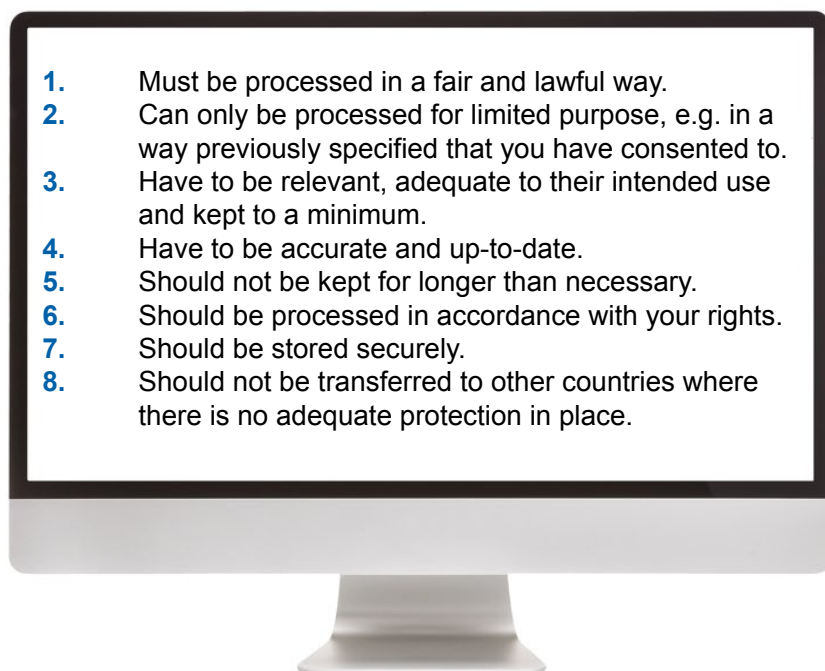 1. Must be processed in a fair and lawful way.
2. Can only be processed for limited purpose, e.g. in a
way previously specified that you have consented to.
3. Have to be relevant, adequate to their intended use
and kept to a minimum.
4. Have to be accurate and up-to-date.
5. Should not be kept for longer than necessary.
6. Should be processed in accordance with your rights.
7. Should be stored securely.
8. Should not be transferred to other countries where
there is no adequate protection in place.